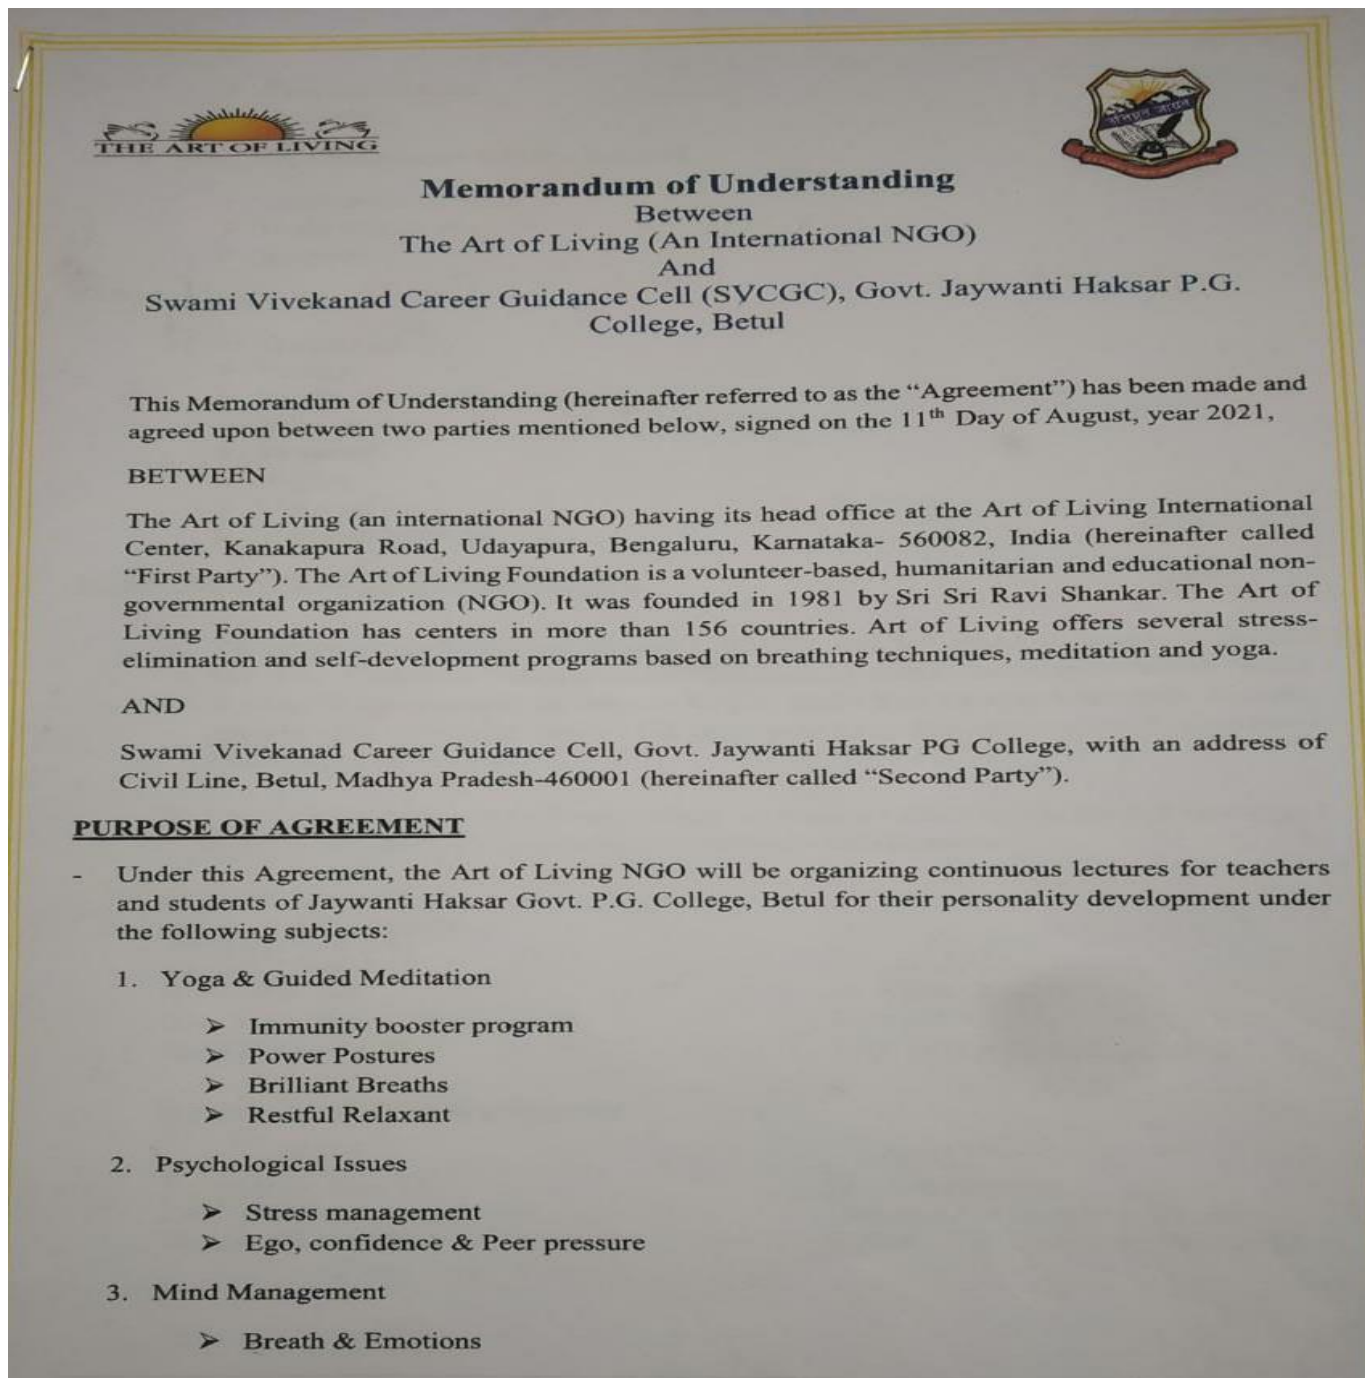 THE ART OF LIVING
Memorandum of Understanding
Between
The Art of Living (An International NGO)
And
Swami Vivekanad Career Guidance Cell (SVCGC), Govt. Jaywanti Haksar P.G.
College, Betul
This Memorandum of Understanding (hereinafter referred to as the “Agreement”) has been made and
agreed upon between two parties mentioned below, signed on the 11th Day of August, year 2021,
BETWEEN
The Art of Living (an international NGO) having its head office at the Art of Living International
Center, Kanakapura Road, Udayapura, Bengaluru, Karnataka- 560082, India (hereinafter called
“First Party”). The Art of Living Foundation is a volunteer-based, humanitarian and educational non-
governmental organization (NGO). It was founded in 1981 by Sri Sri Ravi Shankar. The Art of
Living Foundation has centers in more than 156 countries. Art of Living offers several stress-
elimination and self-development programs based on breathing techniques, meditation and yoga.
AND
Swami Vivekanad Career Guidance Cell, Govt. Jaywanti Haksar PG College, with an address of
Civil Line, Betul, Madhya Pradesh-460001 (hereinafter called “Second Party”).
PURPOSE OF AGREEMENT
- Under this Agreement, the Art of Living NGO will be organizing continuous lectures for teachers
and students of Jaywanti Haksar Govt. P.G. College, Betul for their personality development under
the following subjects:
1. Yoga & Guided Meditation
➢ Immunity booster program
➢ Power Postures
➢ Brilliant Breaths
➢ Restful Relaxant
2. Psychological Issues
➢ Stress management
➢ Ego, confidence & Peer pressure
3. Mind Management
➢ Breath & Emotions